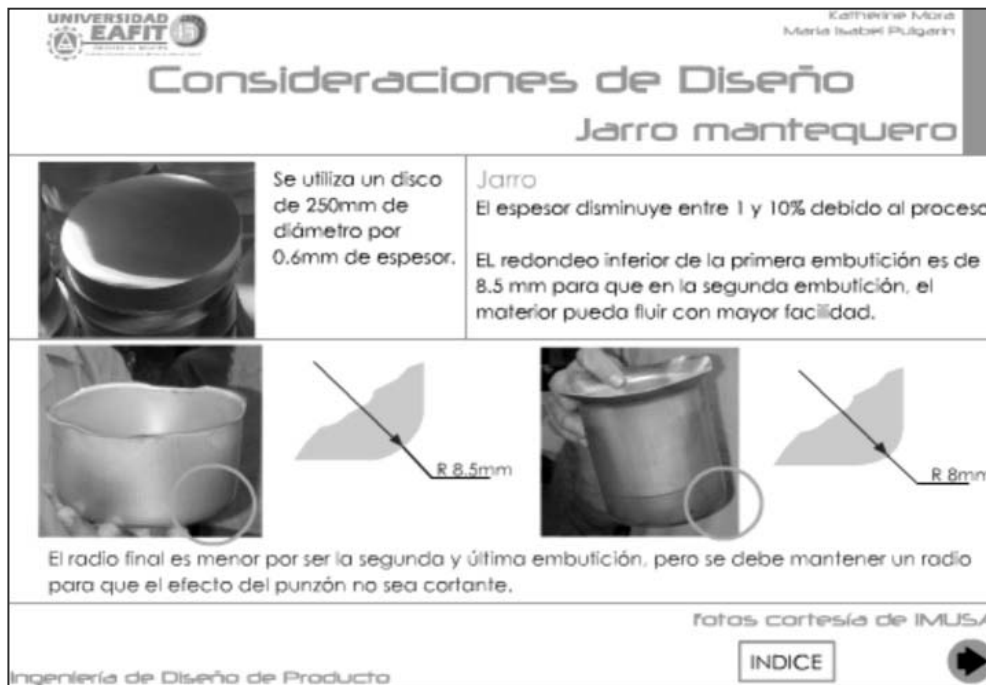 UNIVERSIDAD
EAFIT
Katherine Mora
Maria Isabel Pulgarín
Consideraciones de Diseño
Jarro mantequero
Se utiliza un disco
de 250mm de
diámetro por
0.6mm de espesor.
Jarro
El espesor disminuye entre 1 y 10% debido al proceso
EL redondeo inferior de la primera embutición es de
8.5 mm para que en la segunda embutición, el
materior pueda fluir con mayor facilidad.
R 8.5mm
R 8mm
El radio final es menor por ser la segunda y última embutición, pero se debe mantener un radio
para que el efecto del punzón no sea cortante.
Fotos cortesía de IMUSA
INDICE
Ingeniería de Diseño de Producto